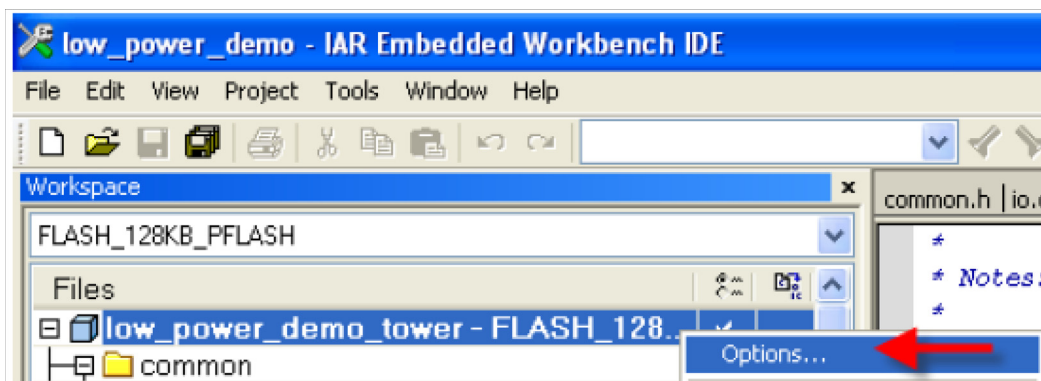 low_power_demo - IAR Embedded Workbench IDE
File Edit View Project Tools Window Help
Workspace
common.h | io.
FLASH_128KB_PFLASH
*
Files
* Notes:
*
low_power_demo_tower - FLASH_128...
Options...
common